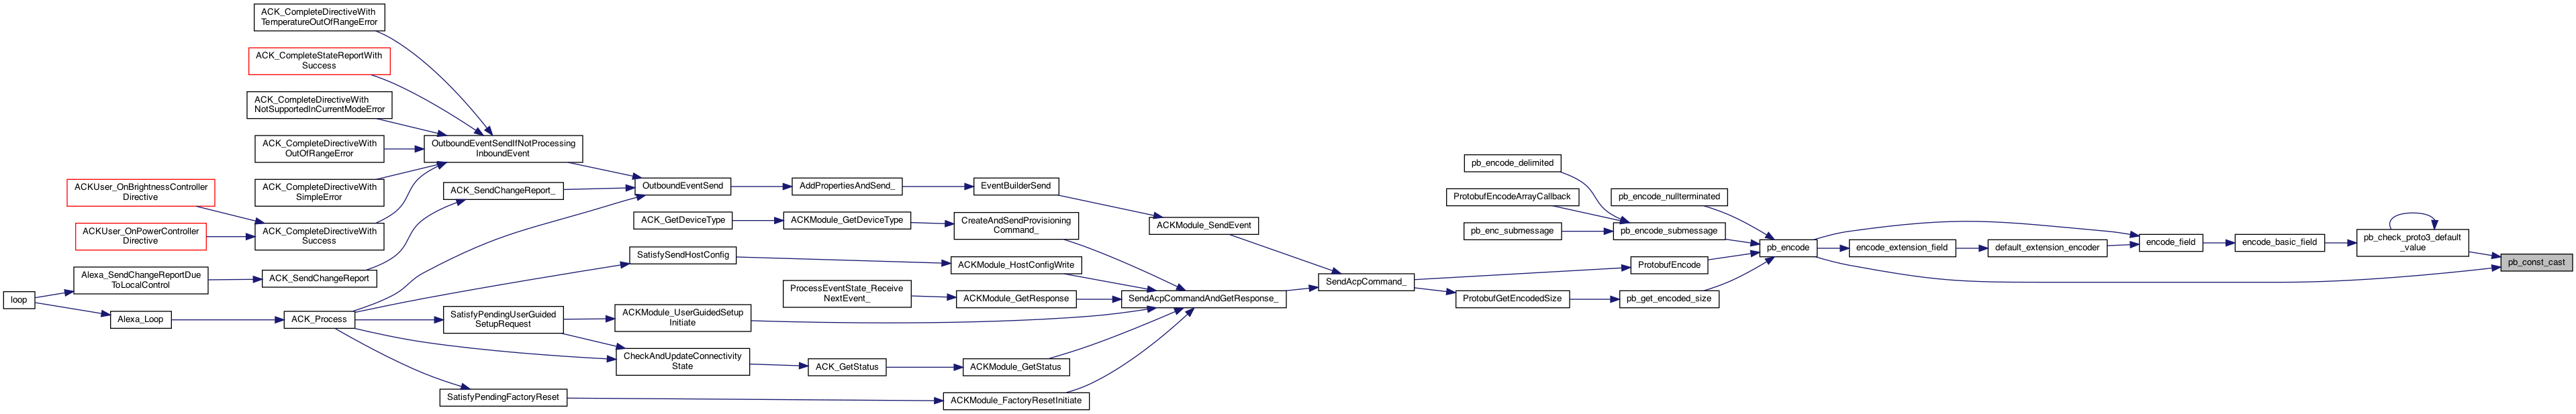 ACK_CompleteDirectiveWith
TemperatureOutOfRangeError
ACK_CompleteStateReportWith
Success
ACK_CompleteDirectiveWith
NotSupportedInCurrentModeError
ACK_CompleteDirectiveWith
OutOfRangeError
ACK_CompleteDirectiveWith
SimpleError
ACK_CompleteDirectiveWith
Success
ACKUser_OnBrightnessController
Directive
ACKUser_OnPowerController
Directive
Alexa_SendChangeReportDue
ToLocalControl
loop
Alexa_Loop
ACK_SendChangeReport
ACK_Process
OutboundEventSendIfNotProcessing
InboundEvent
ACK_SendChangeReport_
SatisfyPendingUserGuided
SetupRequest
SatisfyPendingFactoryReset
OutboundEventSend
ACK_GetDeviceType
SatisfySendHostConfig
ACKModule_UserGuidedSetup
Initiate
CheckAndUpdateConnectivity
State
AddPropertiesAndSend_
ACKModule_GetDeviceType
ProcessEventState_Receive
NextEvent_
ACK_GetStatus
EventBuilderSend
CreateAndSendProvisioning
Command_
ACKModule_HostConfigWrite
ACKModule_GetResponse
ACKModule_GetStatus
ACKModule_FactoryResetInitiate
ACKModule_SendEvent
SendAcpCommandAndGetResponse_
SendAcpCommand_
pb_encode_delimited
ProtobufEncodeArrayCallback
pb_enc_submessage
ProtobufGetEncodedSize
pb_encode_nullterminated
pb_encode_submessage
ProtobufEncode
pb_get_encoded_size
pb_encode
encode_extension_field
default_extension_encoder
encode_field
encode_basic_field
pb_check_proto3_default
_value
pb_const_cast